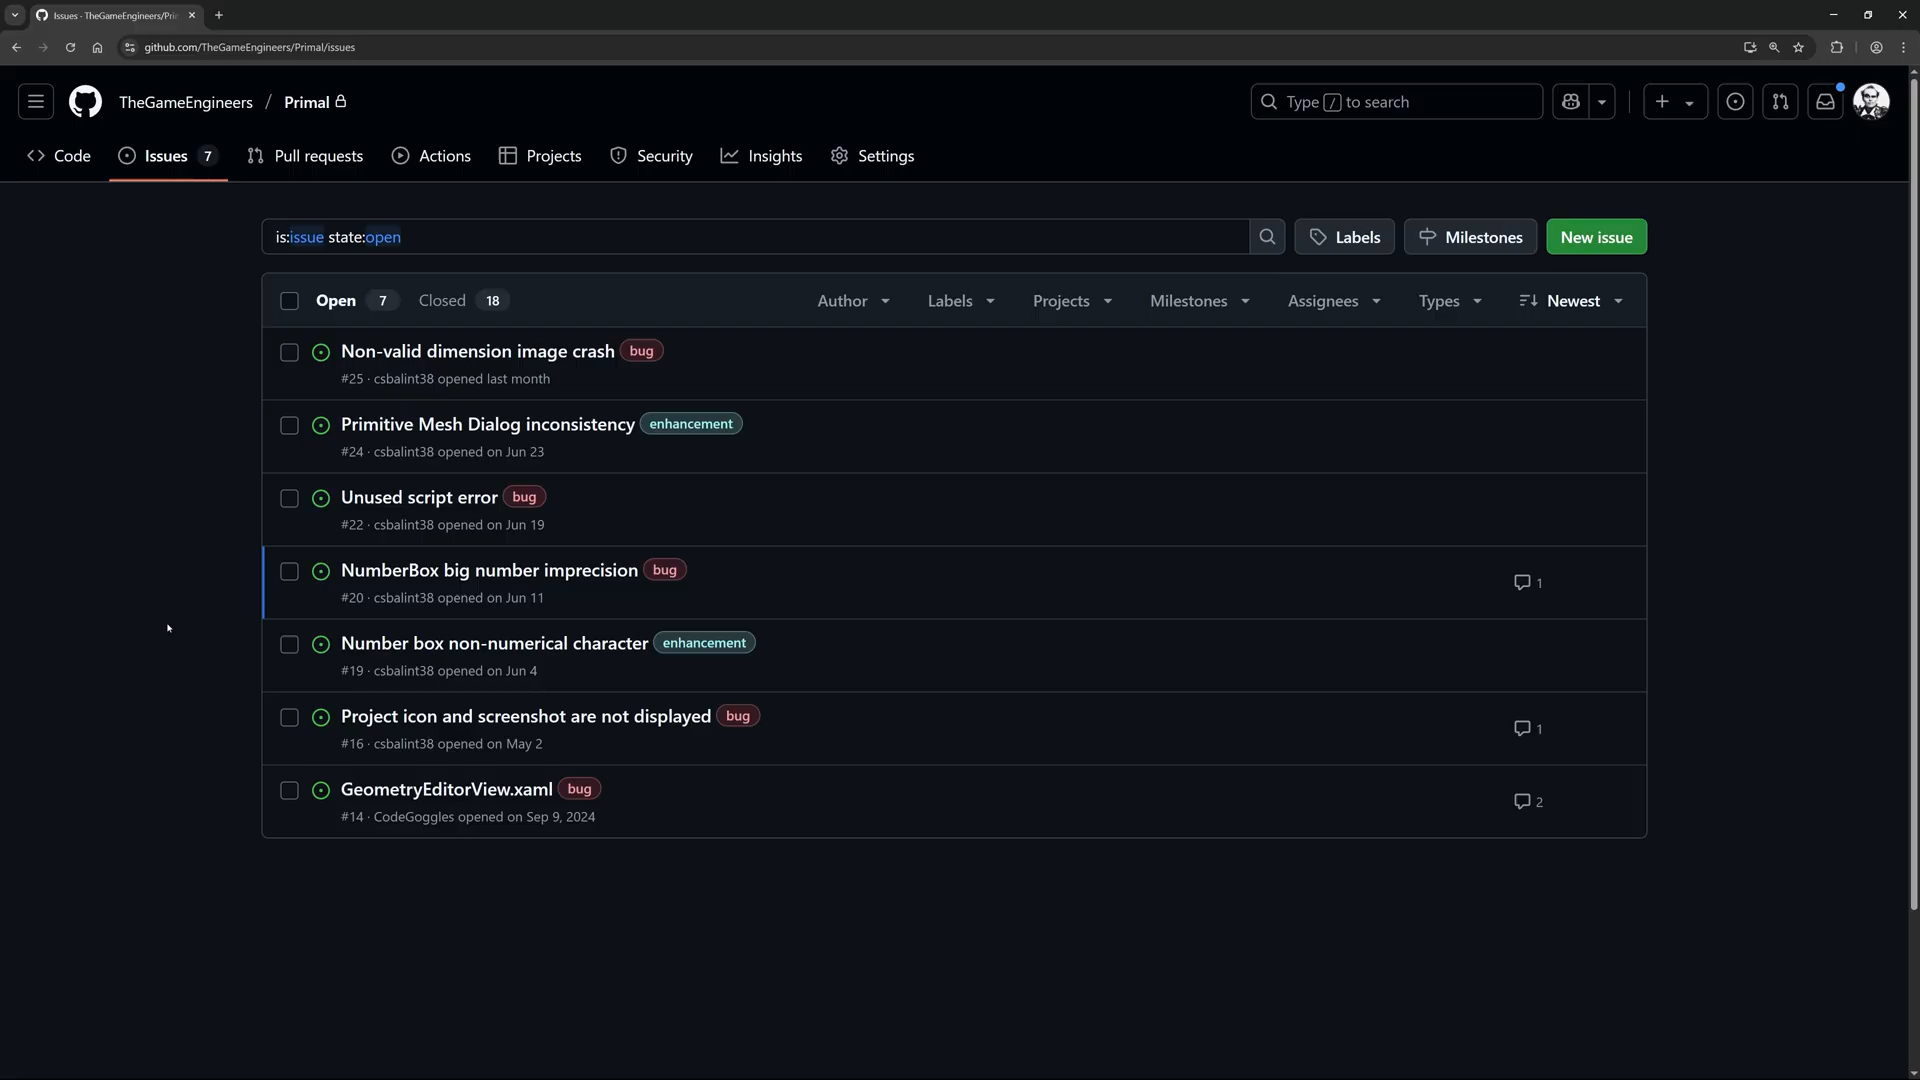 Issues · TheGameEngineers/Pri
github.com/TheGameEngineers/Primal/issues
TheGameEngineers / Primal
Type / to search
Code
Issues 7
Pull requests
Actions
Projects
Security
Insights
Settings
is:issue state:open
Labels
Milestones
New issue
Open 7
Closed 18
Author
Labels
Projects
Milestones
Assignees
Types
Newest
Non-valid dimension image crash bug
#25 · csbalint38 opened last month
Primitive Mesh Dialog inconsistency enhancement
#24 · csbalint38 opened on Jun 23
Unused script error bug
#22 · csbalint38 opened on Jun 19
NumberBox big number imprecision bug
#20 · csbalint38 opened on Jun 11
1
Number box non-numerical character enhancement
#19 · csbalint38 opened on Jun 4
Project icon and screenshot are not displayed bug
#16 · csbalint38 opened on May 2
1
GeometryEditorView.xaml bug
#14 · CodeGoggles opened on Sep 9, 2024
2